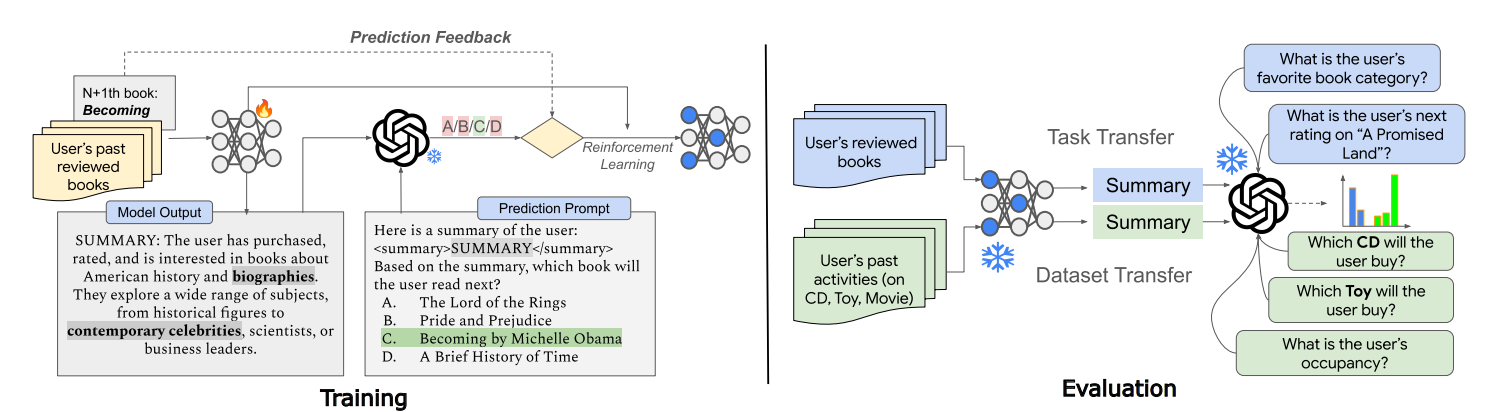 Prediction Feedback
N+1th book:
Becoming
User's past
reviewed
books
A/B/C/D
Reinforcement
Learning
Model Output
SUMMARY: The user has purchased,
rated, and is interested in books about
American history and biographies.
They explore a wide range of subjects,
from historical figures to
contemporary celebrities, scientists, or
business leaders.
Prediction Prompt
Here is a summary of the user:
<summary>SUMMARY</summary>
Based on the summary, which book will
the user read next?
A. The Lord of the Rings
B. Pride and Prejudice
C. Becoming by Michelle Obama
D. A Brief History of Time
Training
User's reviewed
books
User's past
activities (on
CD, Toy, Movie)
Task Transfer
Summary
Summary
Dataset Transfer
What is the user's
favorite book category?
What is the user's next
rating on "A Promised
Land"?
Which CD will the
user buy?
Which Toy will the
user buy?
What is the user's
occupancy?
Evaluation